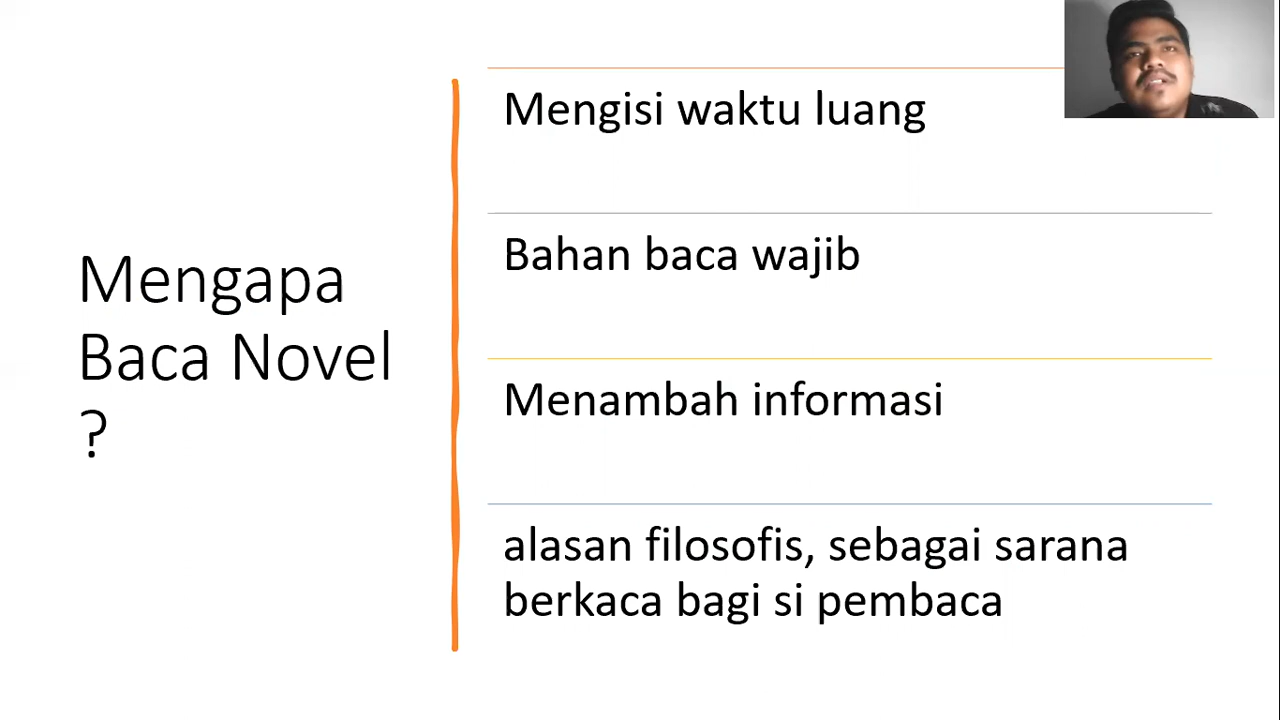 Mengapa
Baca Novel
?
Mengisi waktu luang
Bahan baca wajib
Menambah informasi
alasan filosofis, sebagai sarana
berkaca bagi si pembaca